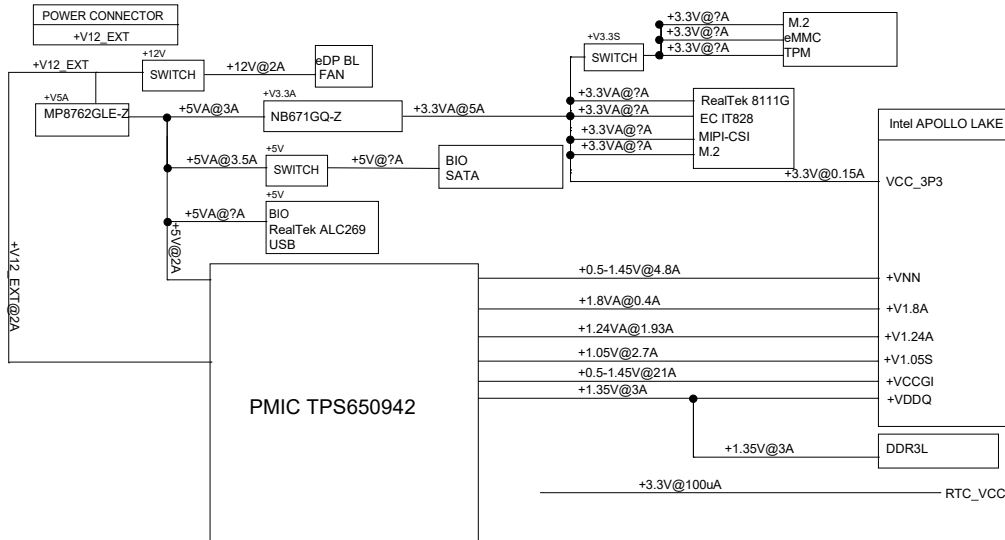 POWER CONNECTOR
+V12_EXT
+V12_EXT
+12V
SWITCH
+12V@2A
eDP BL
FAN
+V3.3S
SWITCH
+3.3V@?A
+3.3V@?A
+3.3V@?A
M.2
eMMC
TPM
+V5A
MP8762GLE-Z
+5VA@3A
+V3.3A
NB671GQ-Z
+3.3VA@5A
+3.3VA@?A
+3.3VA@?A
+3.3VA@?A
+3.3VA@?A
RealTek 8111G
EC IT828
MIPI-CSI
M.2
Intel APOLLO LAKE
+5VA@3.5A
+5V
SWITCH
+5V@?A
BIO
SATA
+3.3V@0.15A
VCC_3P3
+5VA@?A
+5V
BIO
RealTek ALC269
USB
+5V@2A
+V12_EXT@2A
PMIC TPS650942
+0.5-1.45V@4.8A
+VNN
+1.8VA@0.4A
+V1.8A
+1.24VA@1.93A
+V1.24A
+1.05V@2.7A
+V1.05S
+0.5-1.45V@21A
+VCCGI
+1.35V@3A
+VDDQ
+1.35V@3A
DDR3L
+3.3V@100uA
RTC_VCC